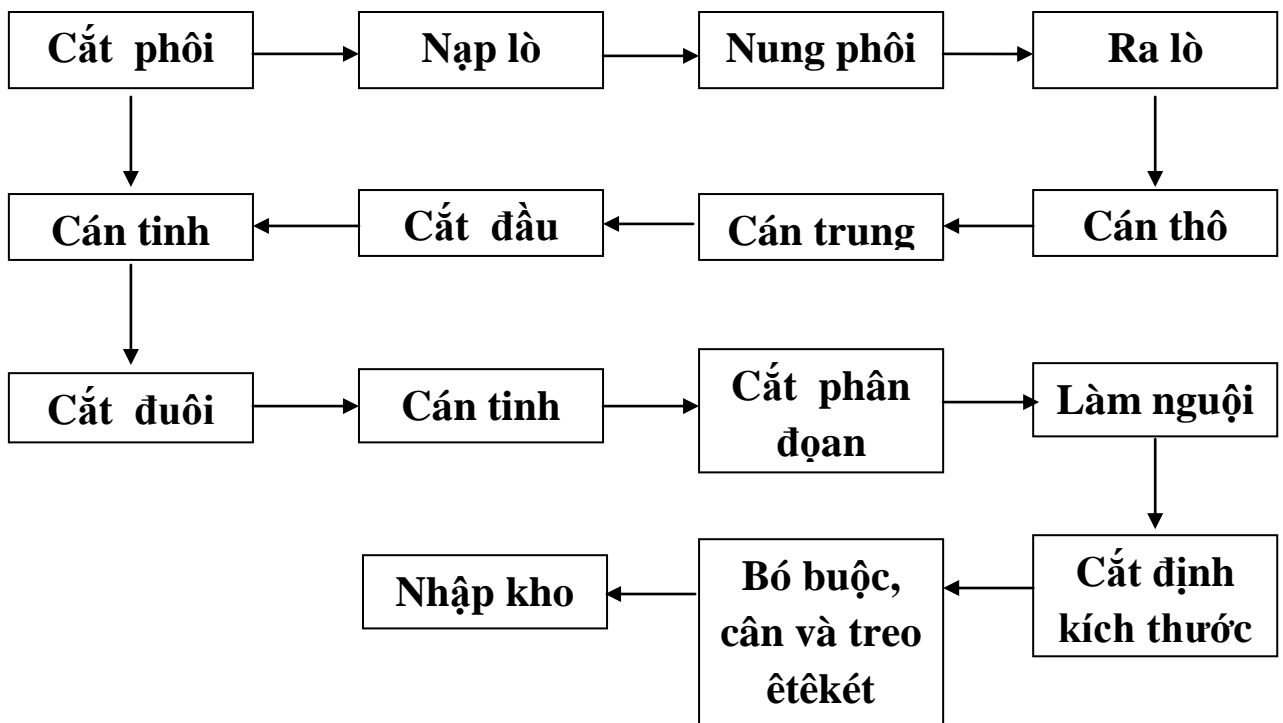 Cắt phôi
Nạp lò
Nung phôi
Ra lò
Cán tinh
Cắt đầu
Cán trung
Cán thô
Cắt đuôi
Cán tinh
Cắt phân
đọan
Làm nguội
Nhập kho
Bó buộc,
cân và treo
êtêkét
Cắt định
kích thước